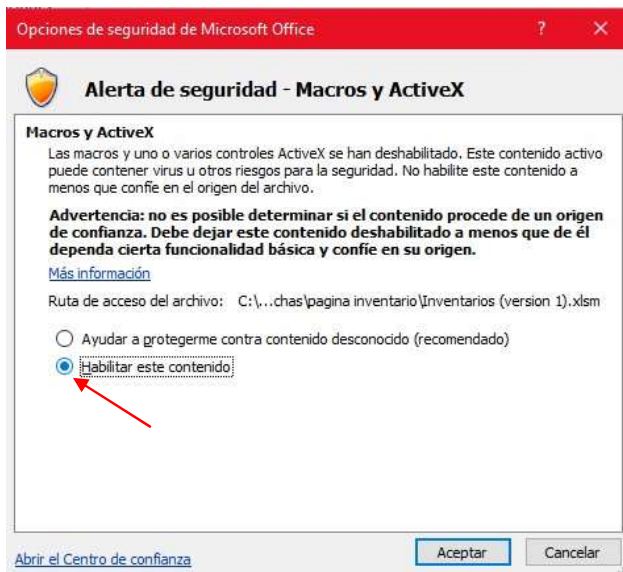 Opciones de seguridad de Microsoft Office
Alerta de seguridad - Macros y ActiveX
Macros y ActiveX
Las macros y uno o varios controles ActiveX se han deshabilitado. Este contenido activo
puede contener virus u otros riesgos para la seguridad. No habilite este contenido a
menos que confíe en el origen del archivo.
Advertencia: no es posible determinar si el contenido procede de un origen
de confianza. Debe dejar este contenido deshabilitado a menos que de él
dependa cierta funcionalidad básica y confíe en su origen.
Más información
Ruta de acceso del archivo: C:\...chas\pagina inventario\Inventarios (version 1).xlsm
Ayudar a protegerme contra contenido desconocido (recomendado)
Habilitar este contenido
Abrir el Centro de confianza
Aceptar
Cancelar